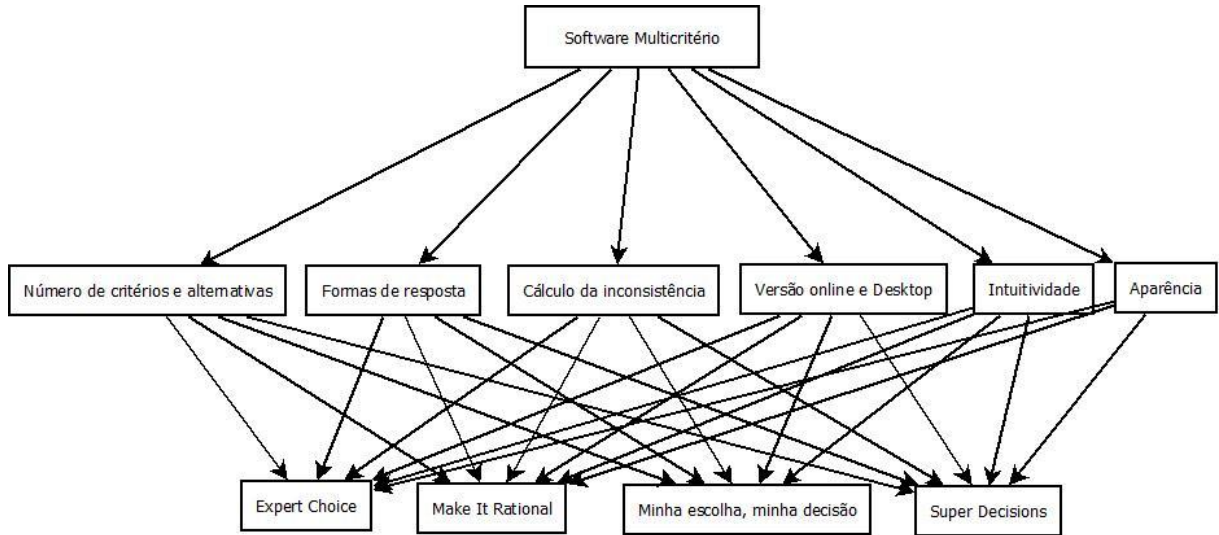 Software Multicritério
Número de critérios e alternativas
Formas de resposta
Cálculo da inconsistência
Versão online e Desktop
Intuitividade
Aparência
Expert Choice
Make It Rational
Minha escolha, minha decisão
Super Decisions